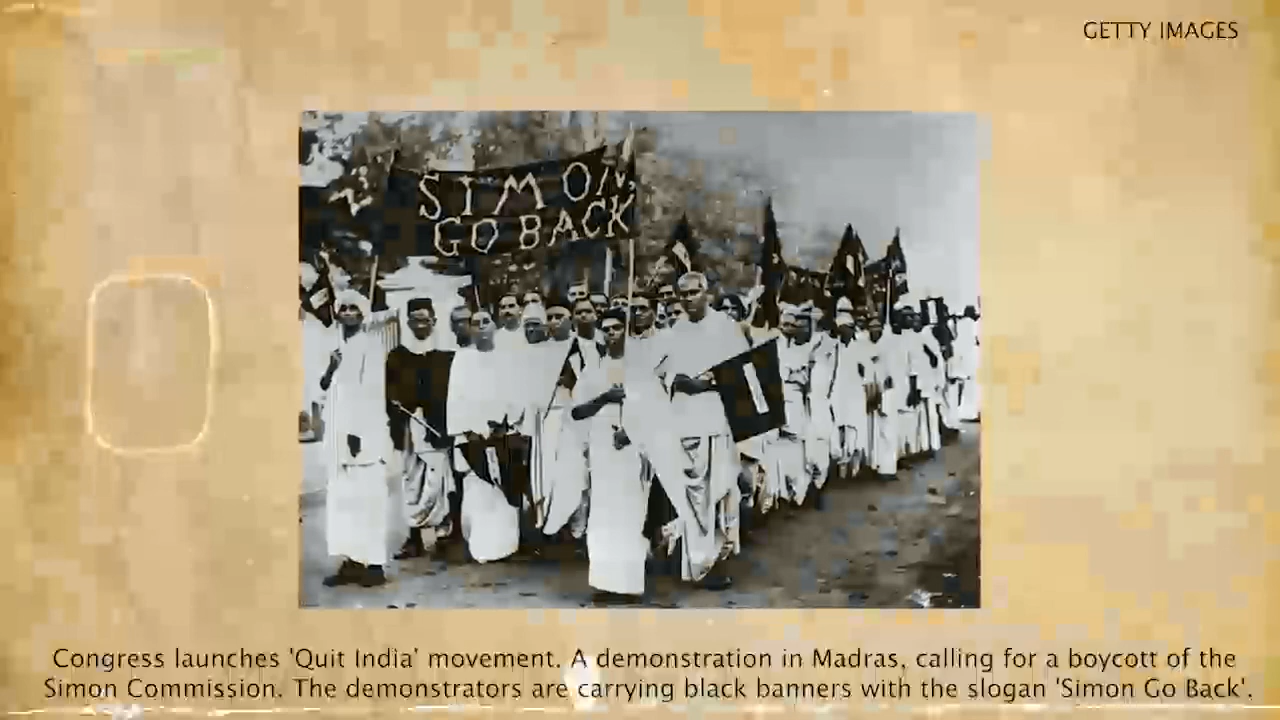 GETTY IMAGES
SIMON,
GO BACK
Congress launches 'Quit India' movement. A demonstration in Madras, calling for a boycott of the
Simon Commission. The demonstrators are carrying black banners with the slogan 'Simon Go Back'.